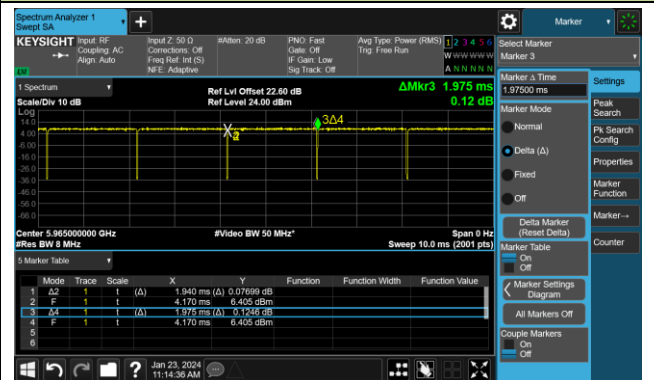 Spectrum Analyzer 1
Swept SA
+
Marker
KEYSIGHT
Input: RF
Coupling: AC
Align: Auto
Input Z: 50 Ω
Corrections: Off
Freq Ref: Int (S)
NFE: Adaptive
#Atten: 20 dB
PNO: Fast
Gate: Off
IF Gain: Low
Sig Track: Off
Avg Type: Power (RMS)
Trig: Free Run
1 2 3 4 5 6
W W W W W W
A N N N N N
LXI
Select Marker
Marker 3
1 Spectrum
Scale/Div 10 dB
Ref Lvl Offset 22.60 dB
Ref Level 24.00 dBm
ΔMkr3 1.975 ms
0.12 dB
Log
14.0
4.00
-6.00
-16.0
-26.0
-36.0
-46.0
-56.0
-66.0
3Δ4
Center 5.965000000 GHz
#Res BW 8 MHz
#Video BW 50 MHz*
Span 0 Hz
Sweep 10.0 ms (2001 pts)
5 Marker Table
Mode Trace Scale X Y Function Function Width Function Value
1 Δ2 1 t (Δ) 1.940 ms (Δ) 0.07699 dB
2 F 1 t 4.170 ms 6.405 dBm
3 Δ4 1 t (Δ) 1.975 ms (Δ) 0.1246 dB
4 F 1 t 4.170 ms 6.405 dBm
5
6
Marker Δ Time
1.97500 ms
Marker Mode
Normal
Delta (Δ)
Fixed
Off
Delta Marker
(Reset Delta)
Marker Table
On
Off
Marker Settings
Diagram
All Markers Off
Couple Markers
On
Off
Settings
Peak
Search
Pk Search
Config
Properties
Marker
Function
Marker→
Counter
?
Jan 23, 2024
11:14:36 AM